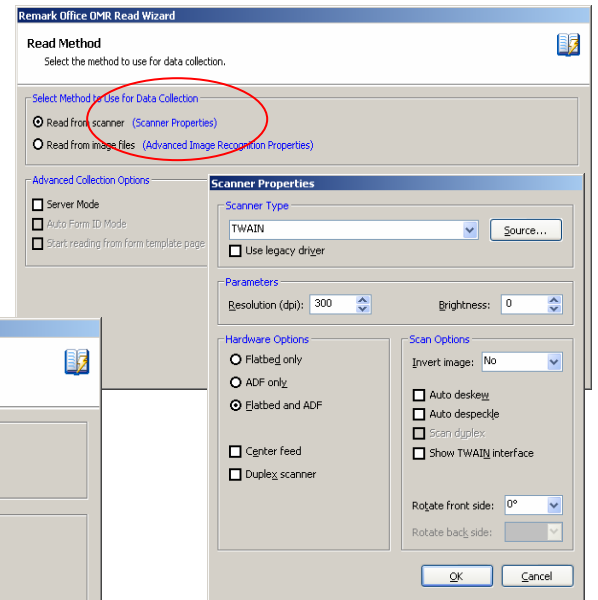 Remark Office OMR Read Wizard
Read Method
Select the method to use for data collection.
Select Method to Use for Data Collection
Read from scanner (Scanner Properties)
Read from image files (Advanced Image Recognition Properties)
Advanced Collection Options
Server Mode
Auto Form ID Mode
Start reading from form template page
Scanner Properties
Scanner Type
TWAIN
Source...
Use legacy driver
Parameters
Resolution (dpi): 300 Brightness: 0
Hardware Options
Flatbed only
ADF only
Flatbed and ADF
Center feed
Duplex scanner
Scan Options
Invert image: No
Auto deskew
Auto despeckle
Scan duplex
Show TWAIN interface
Rotate front side: 0°
Rotate back side:
OK Cancel